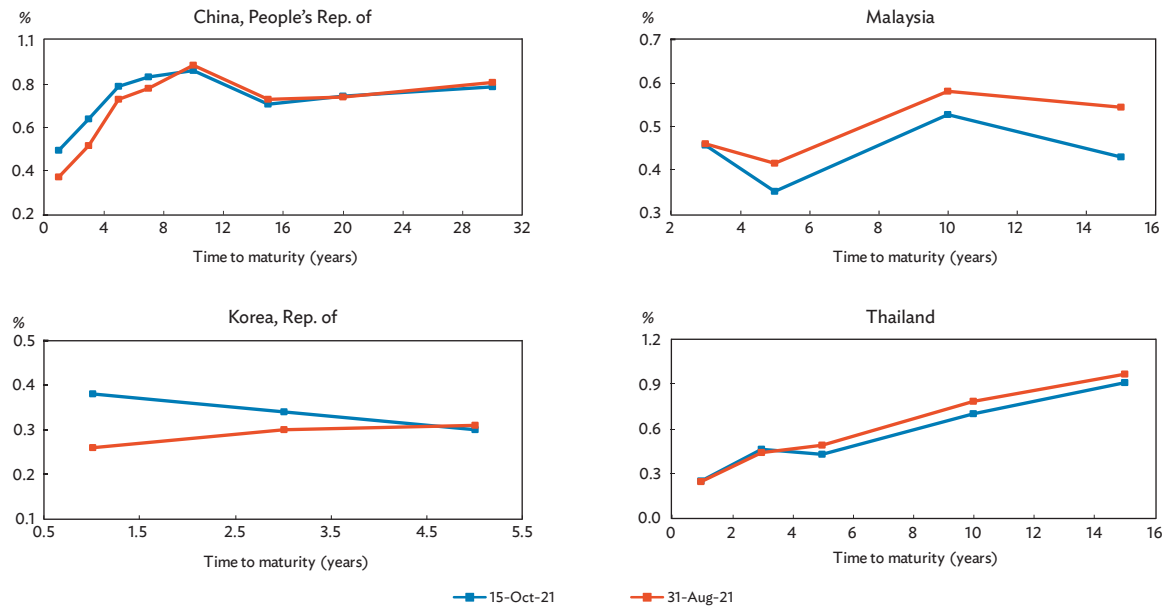 China, People's Rep. of
%
1.1
0.8
0.6
0.4
0.2
0 4 8 12 16 20 24 28 32
Time to maturity (years)
Malaysia
%
0.7
0.6
0.5
0.4
0.3
2 4 6 8 10 12 14 16
Time to maturity (years)
Korea, Rep. of
%
0.5
0.4
0.3
0.2
0.1
0.5 1.5 2.5 3.5 4.5 5.5
Time to maturity (years)
Thailand
%
1.2
0.9
0.6
0.3
0.0
0 2 4 6 8 10 12 14 16
Time to maturity (years)
15-Oct-21 31-Aug-21